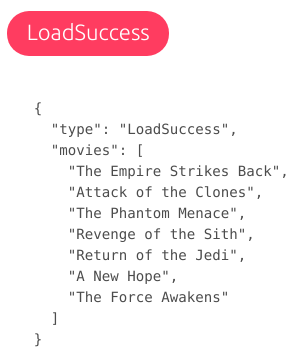 LoadSuccess
{
  "type": "LoadSuccess",
  "movies": [
    "The Empire Strikes Back",
    "Attack of the Clones",
    "The Phantom Menace",
    "Revenge of the Sith",
    "Return of the Jedi",
    "A New Hope",
    "The Force Awakens"
  ]
}